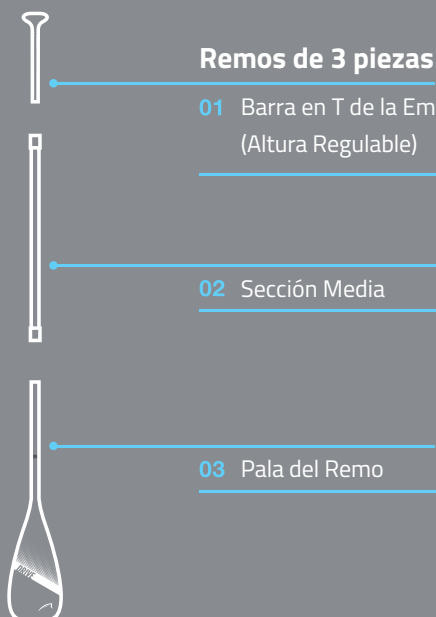 Remos de 3 piezas
01 Barra en T de la Em
(Altura Regulable)
02 Sección Media
03 Pala del Remo
DRIVE